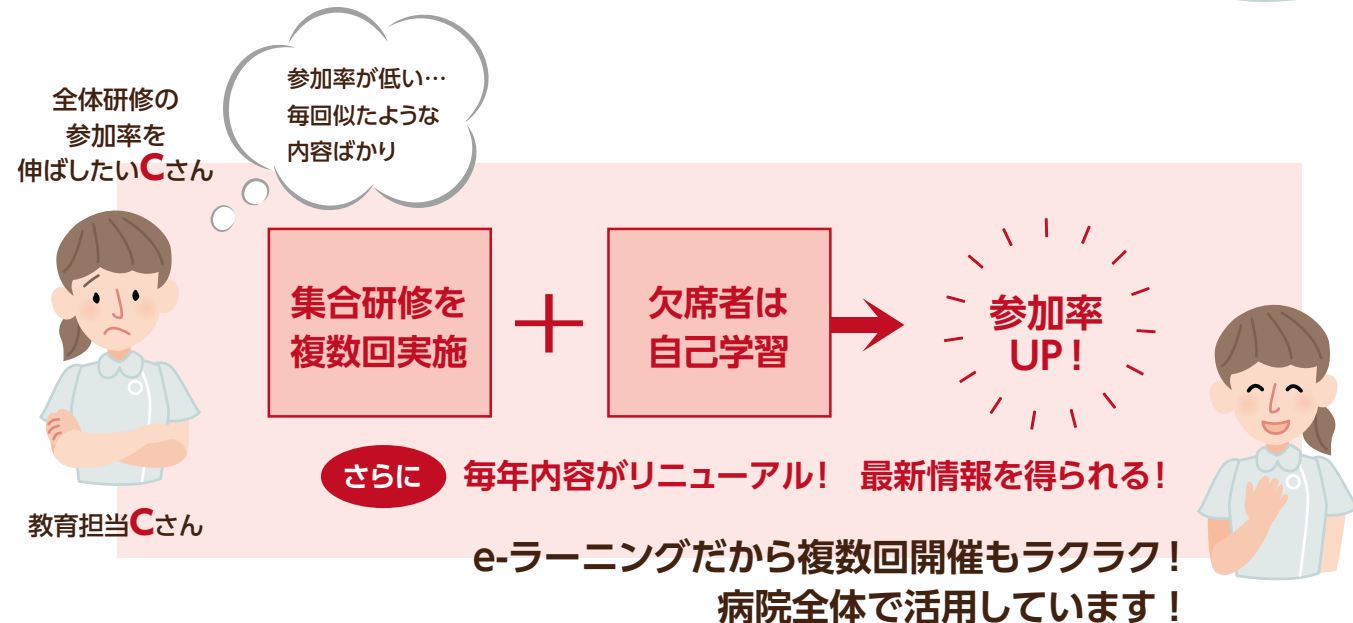 全体研修の
参加率を
伸ばしたいCさん
参加率が低い…
毎回似たような
内容ばかり
教育担当Cさん
集合研修を
複数回実施
＋
欠席者は
自己学習
参加率
UP！
さらに 毎年内容がリニューアル！ 最新情報を得られる！
e-ラーニングだから複数回開催もラクラク！
病院全体で活用しています！